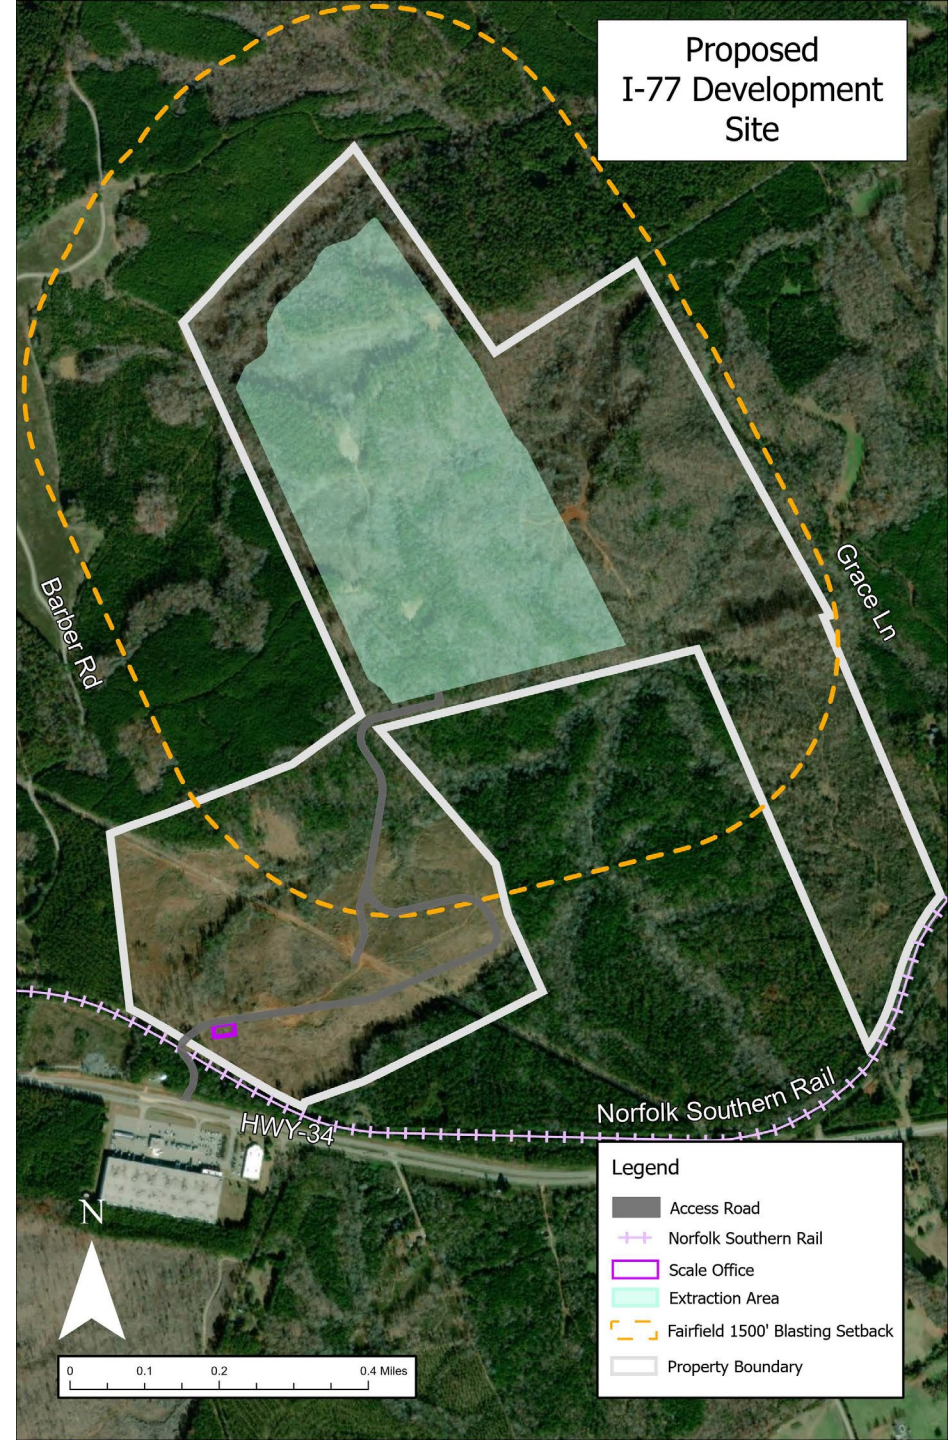 Proposed
I-77 Development
Site
Grace Ln
Barber Rd
Norfolk Southern Rail
HWY-34
N
0 0.1 0.2 0.4 Miles
Legend
Access Road
Norfolk Southern Rail
Scale Office
Extraction Area
Fairfield 1500' Blasting Setback
Property Boundary